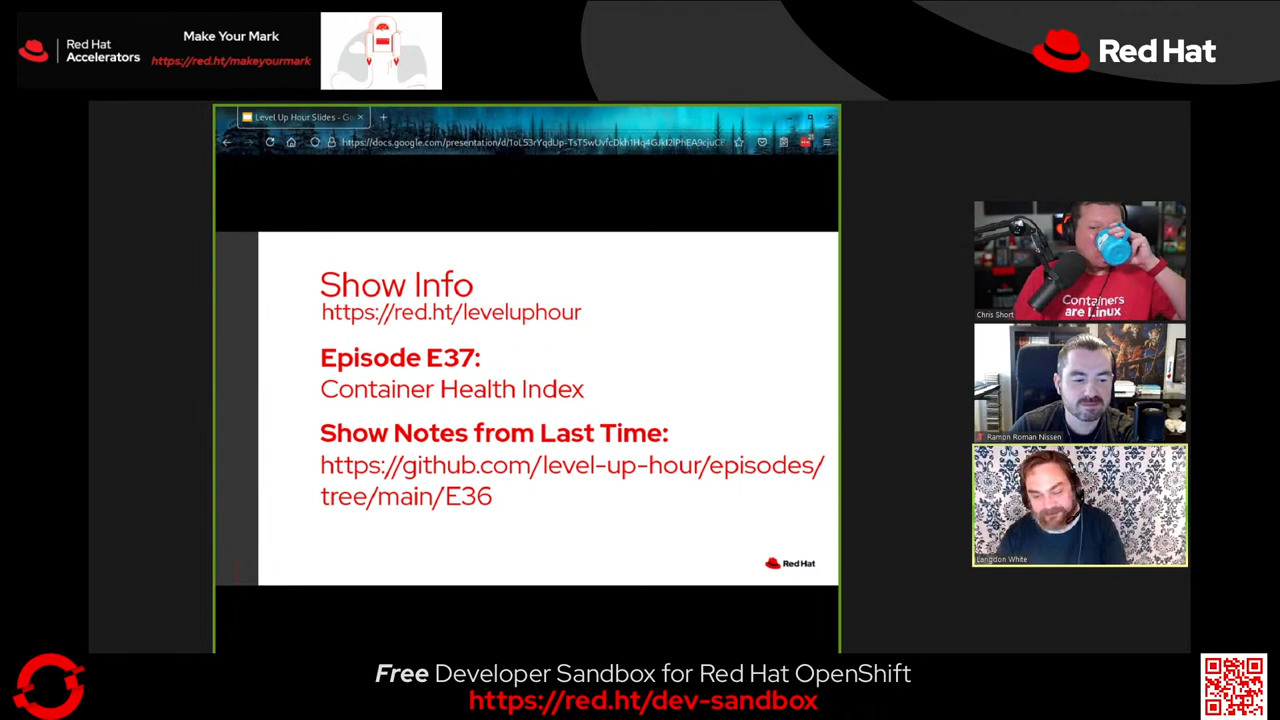 Red Hat
Accelerators
Make Your Mark
https://red.ht/makeyourmark
Red Hat
Level Up Hour Slides - Go
Show Info
https://red.ht/leveluphour
Episode E37:
Container Health Index
Show Notes from Last Time:
https://github.com/level-up-hour/episodes/
tree/main/E36
Red Hat
Containers
are Linux
Chris Short
Ramon Roman Nissen
Langdon White
Free Developer Sandbox for Red Hat OpenShift
https://red.ht/dev-sandbox